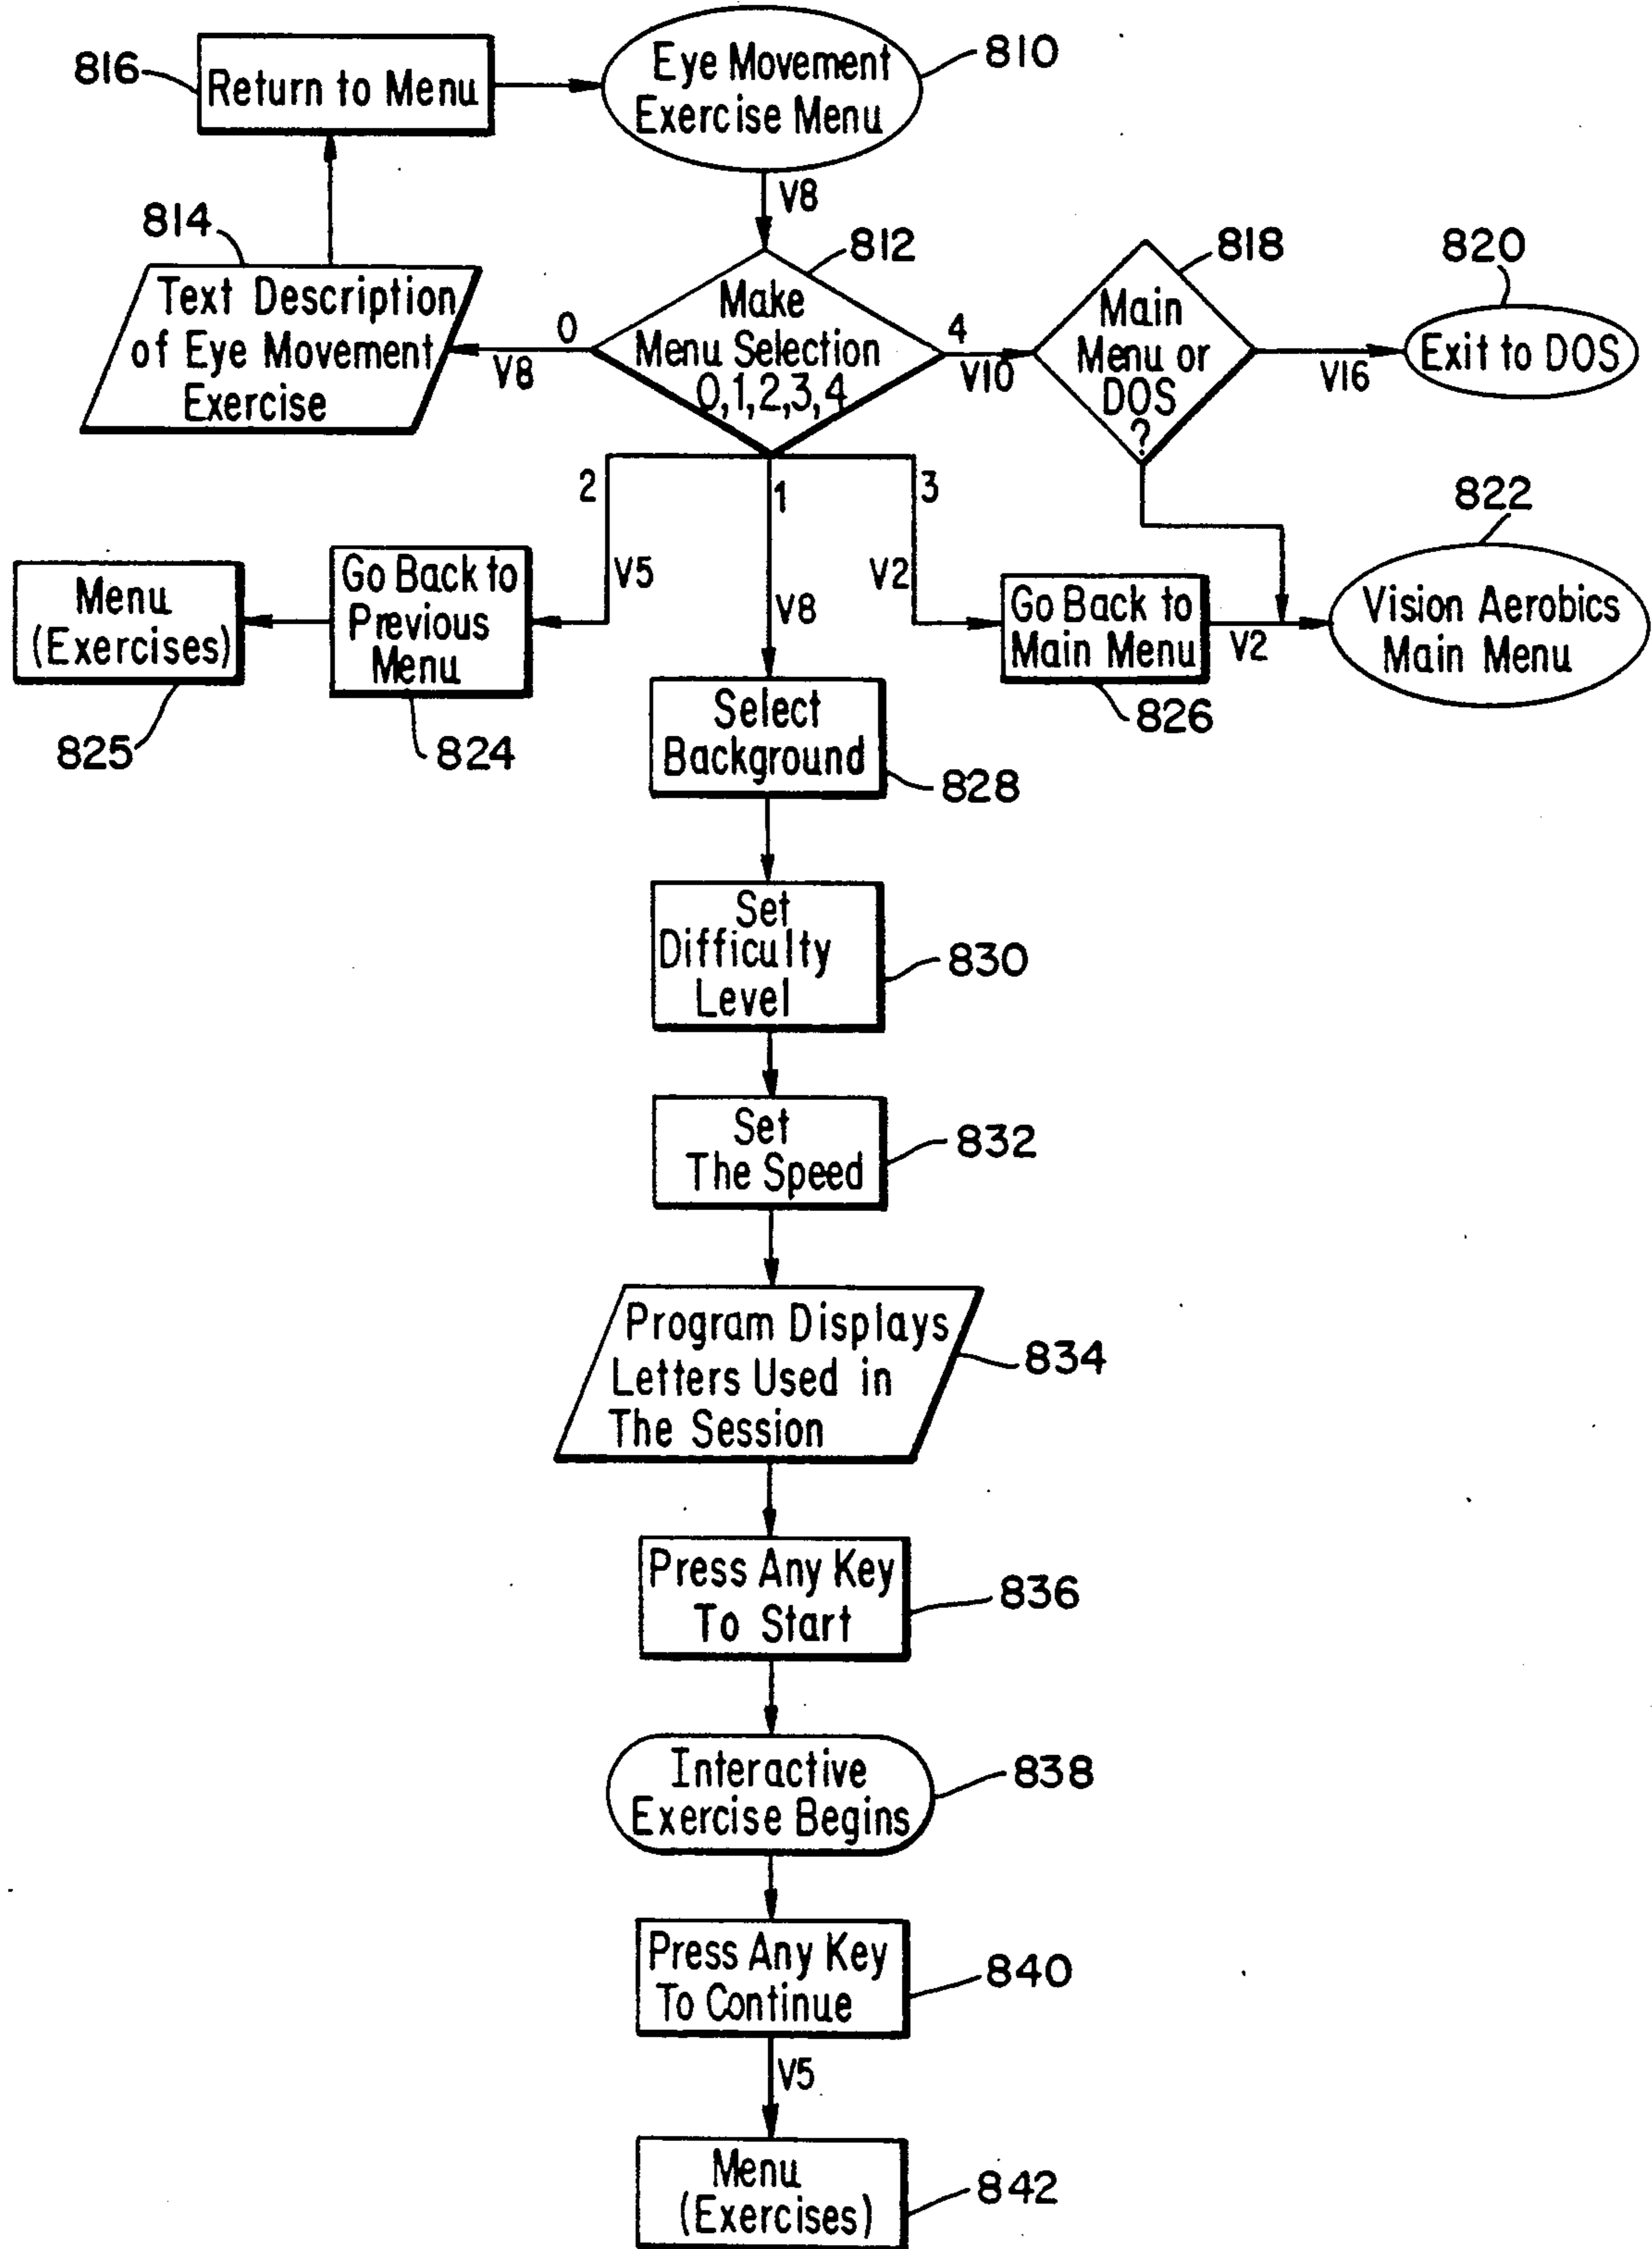 816
Return to Menu
Eye Movement
Exercise Menu
810
V8
814
Text Description
of Eye Movement
Exercise
0
V8
812
Make
Menu Selection
0,1,2,3,4
4
V10
818
Main
Menu or
DOS
?
V16
820
Exit to DOS
2
V5
1
V8
3
V2
Menu
(Exercises)
825
Go Back to
Previous
Menu
824
Go Back to
Main Menu
826
V2
822
Vision Aerobics
Main Menu
Select
Background
828
Set
Difficulty
Level
830
Set
The Speed
832
Program Displays
Letters Used in
The Session
834
Press Any Key
To Start
836
Interactive
Exercise Begins
838
Press Any Key
To Continue
840
V5
Menu
(Exercises)
842